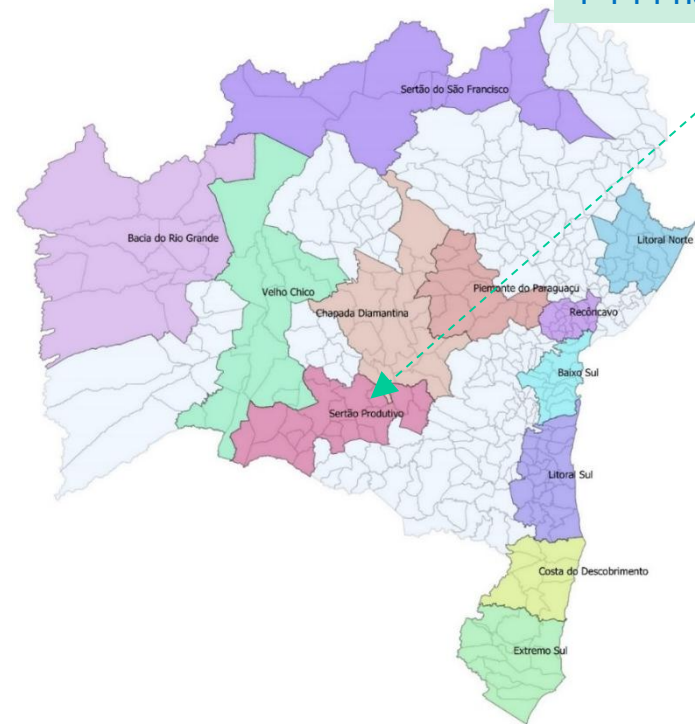 Sertão do São Francisco
Litoral Norte
Bacia do Rio Grande
Velho Chico
Piemonte do Paraguaçu
Chapada Diamantina
Recôncavo
Baixo Sul
Sertão Produtivo
Litoral Sul
Costa do Descobrimento
Extremo Sul